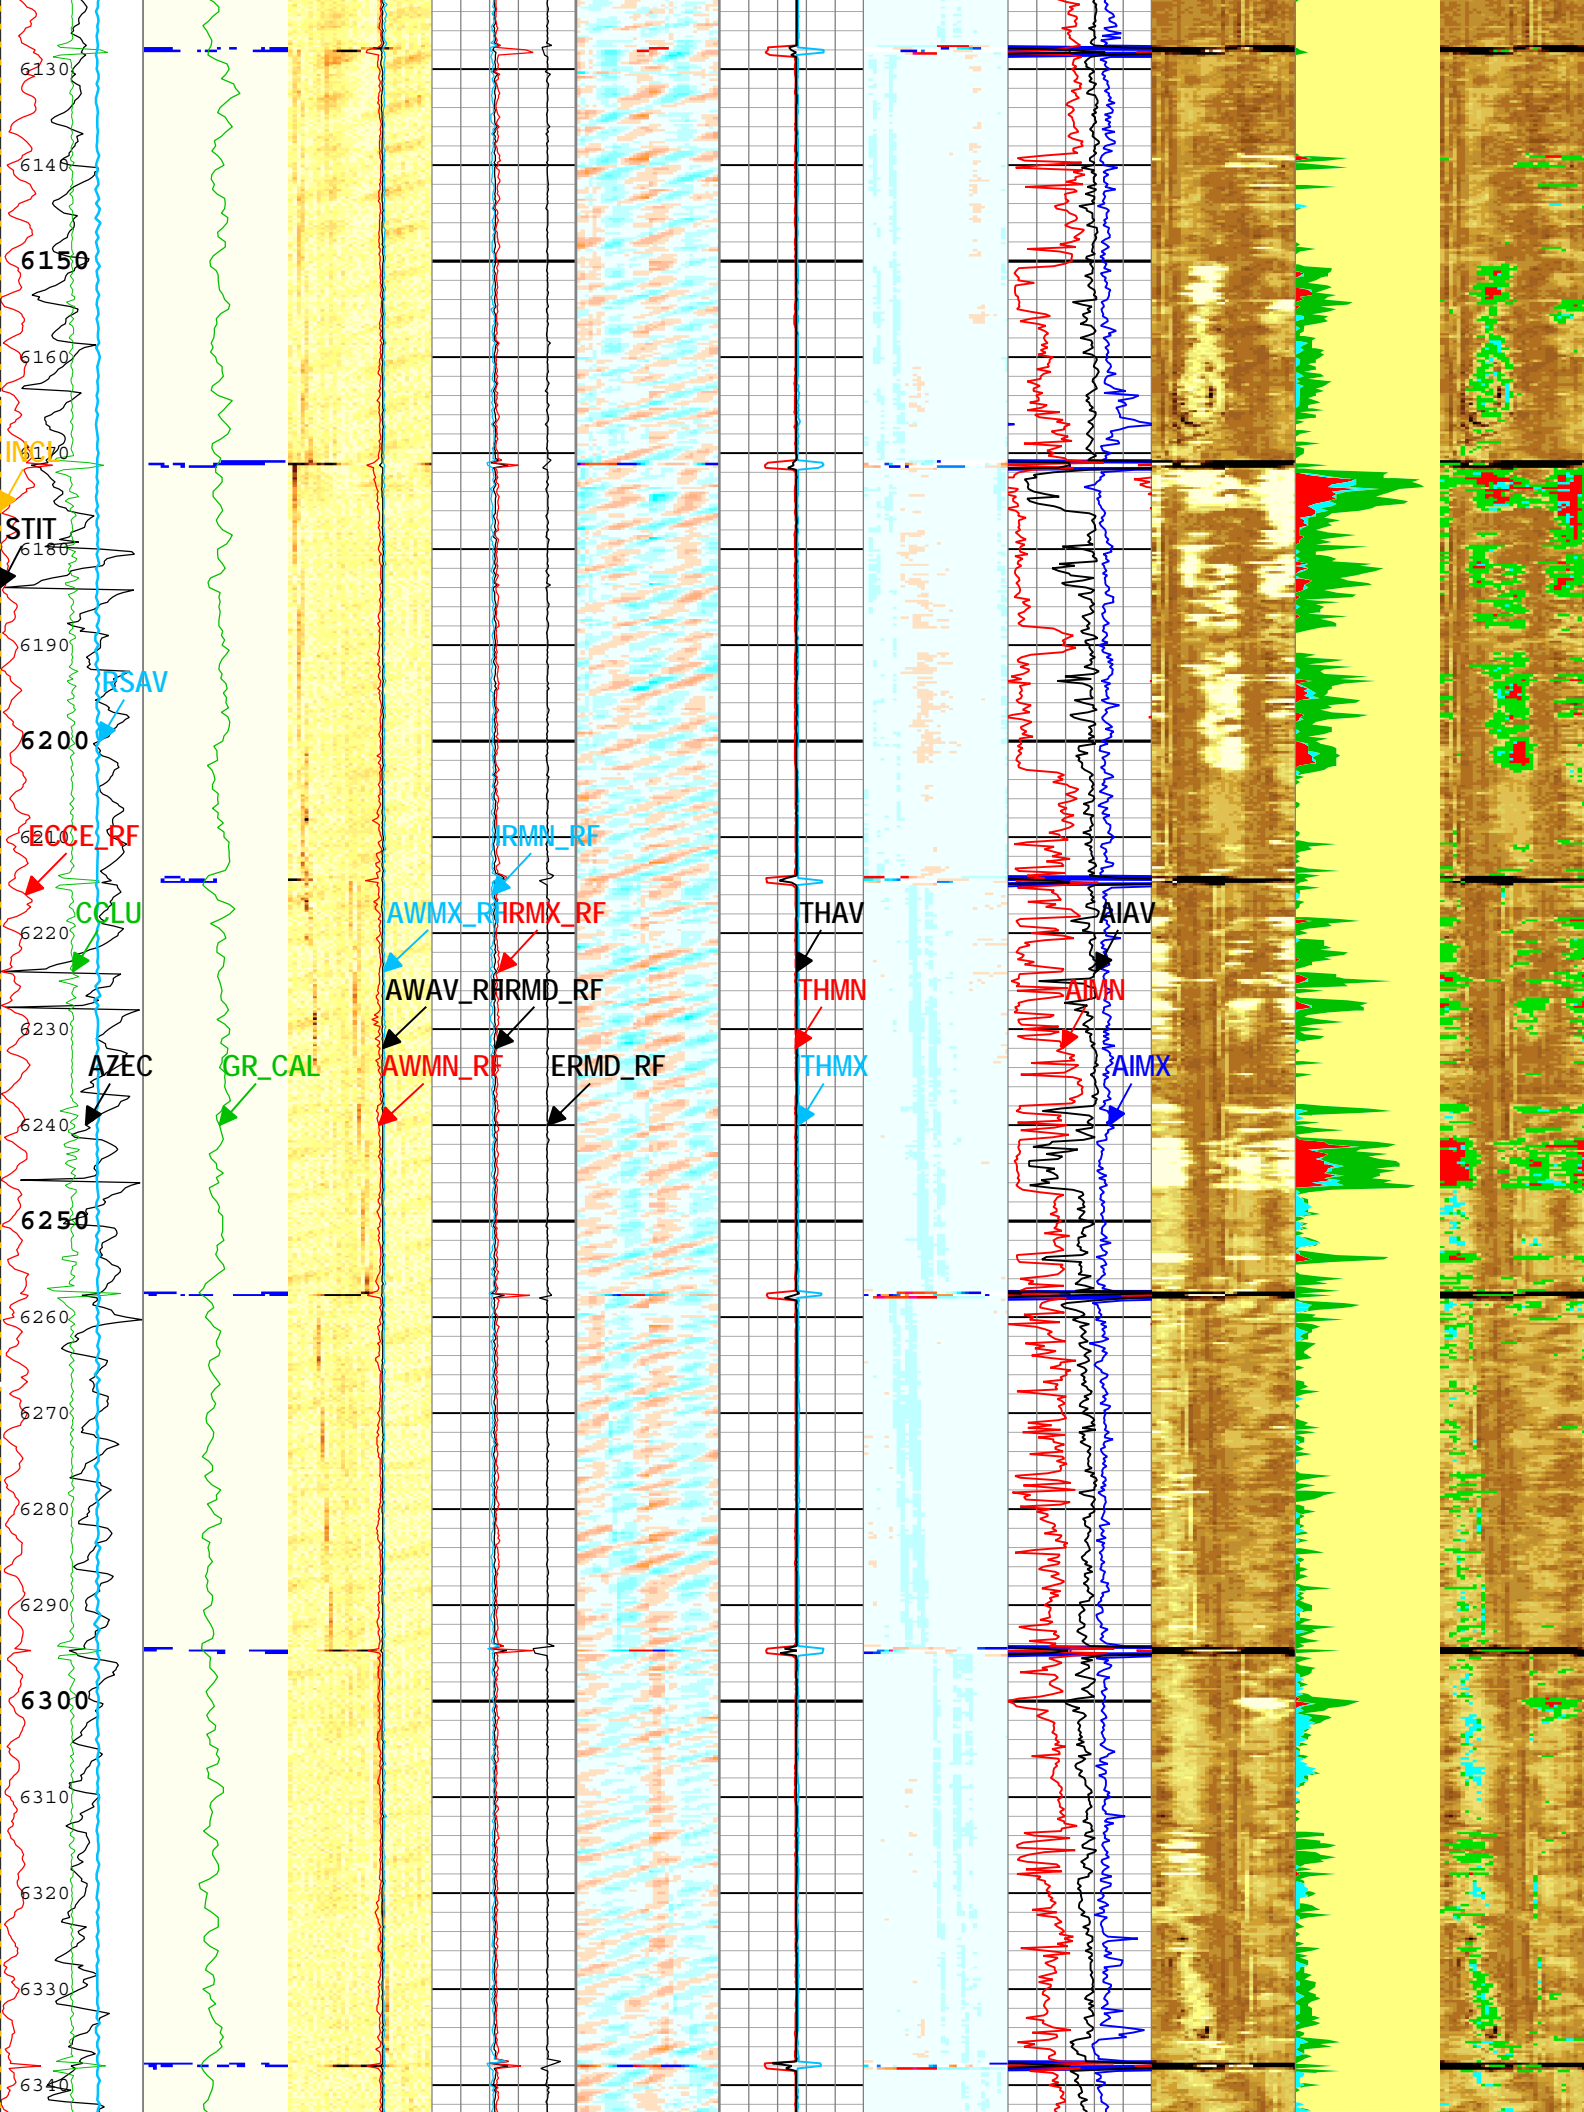 6130
6140
6150
6160
INCL
6170
STIT
6180
6190
RSAV
6200
6210
ECCE_RF
IRMN_RF
CCLU
AWMX_RF
IRMX_RF
THAV
AIAV
6220
AWAV_RF
IRMD_RF
THMN
AIMN
6230
AZEC
GR_CAL
AWMN_RF
ERMD_RF
THMX
AIMX
6240
6250
6260
6270
6280
6290
6300
6310
6320
6330
6340